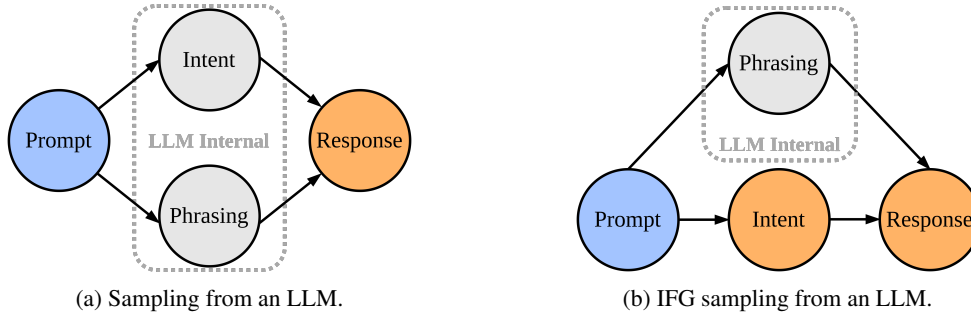 Intent
Prompt
LLM Internal
Response
Phrasing
(a) Sampling from an LLM.
Phrasing
LLM Internal
Prompt
Intent
Response
(b) IFG sampling from an LLM.